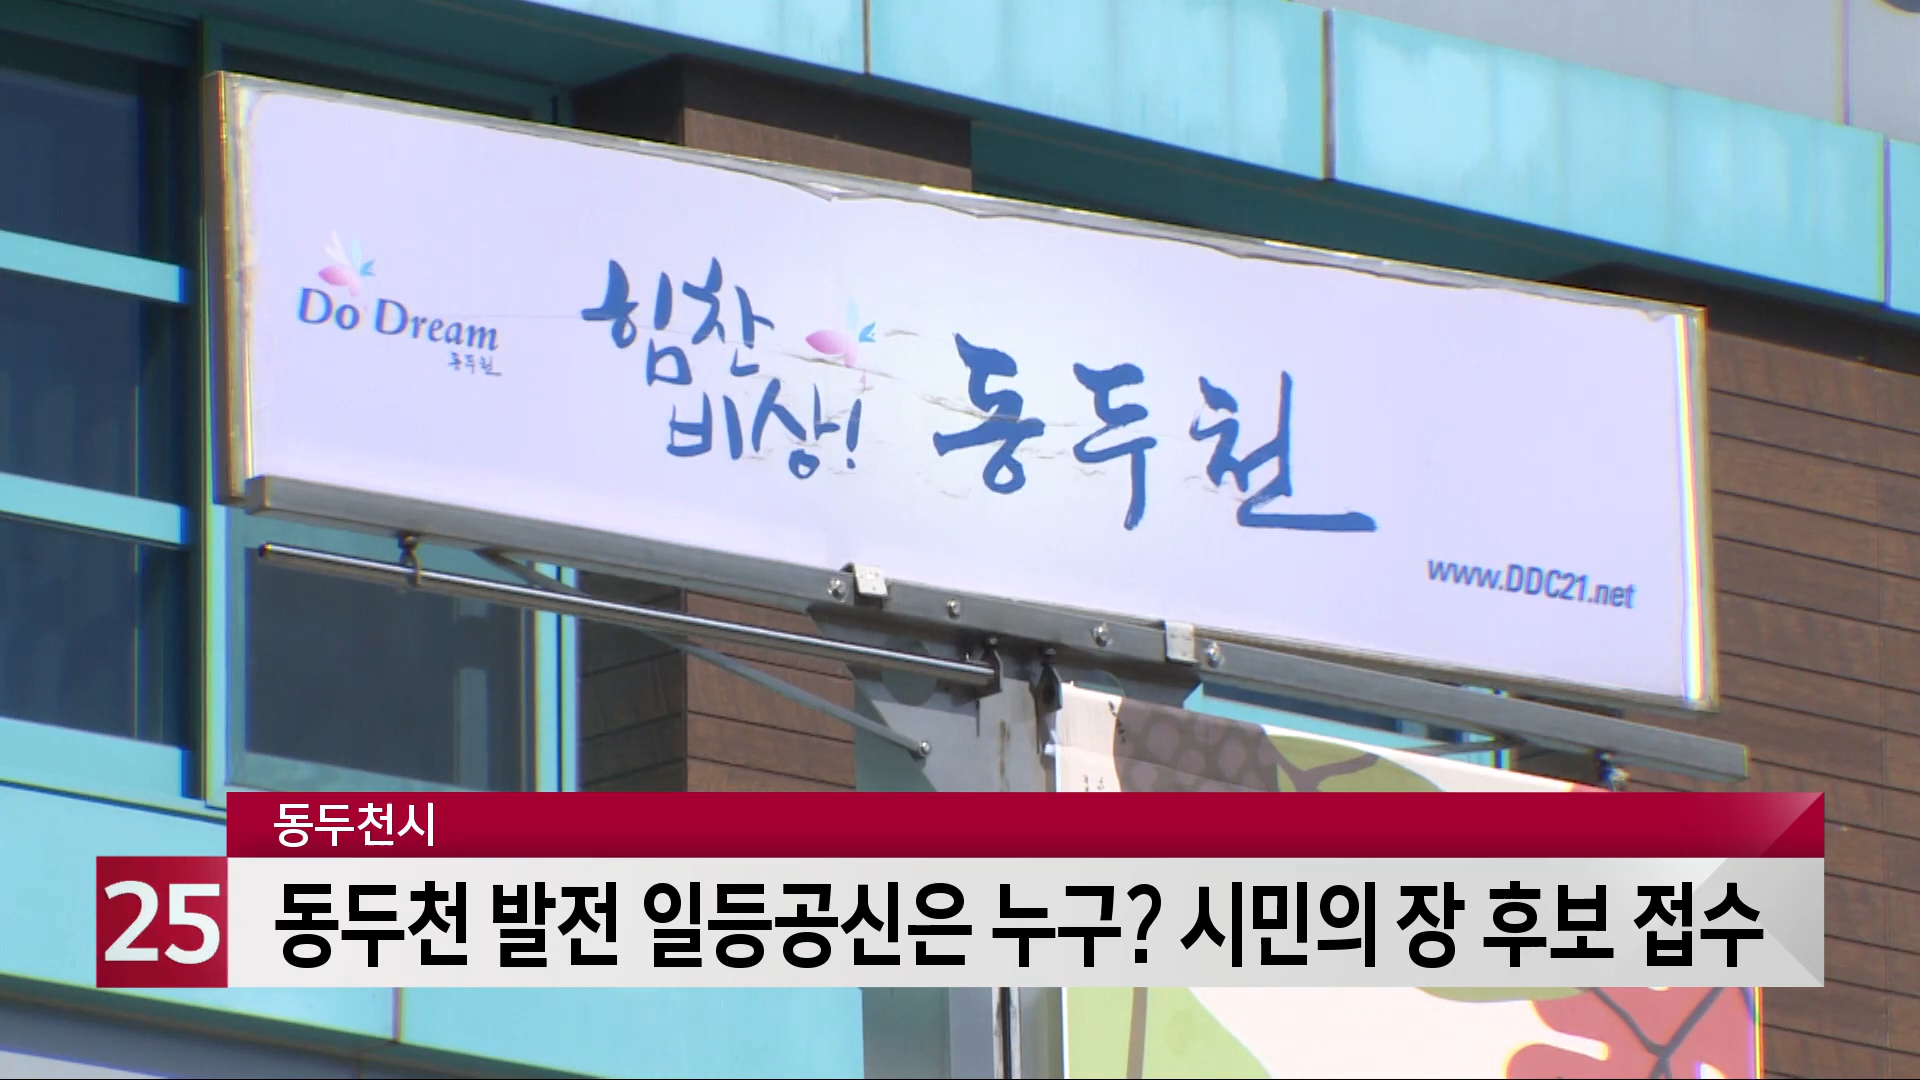 Do Dream
동두천
힘찬
비상!
동두천
www.DDC21.net
동두천시
25
동두천 발전 일등공신은 누구? 시민의 장 후보 접수